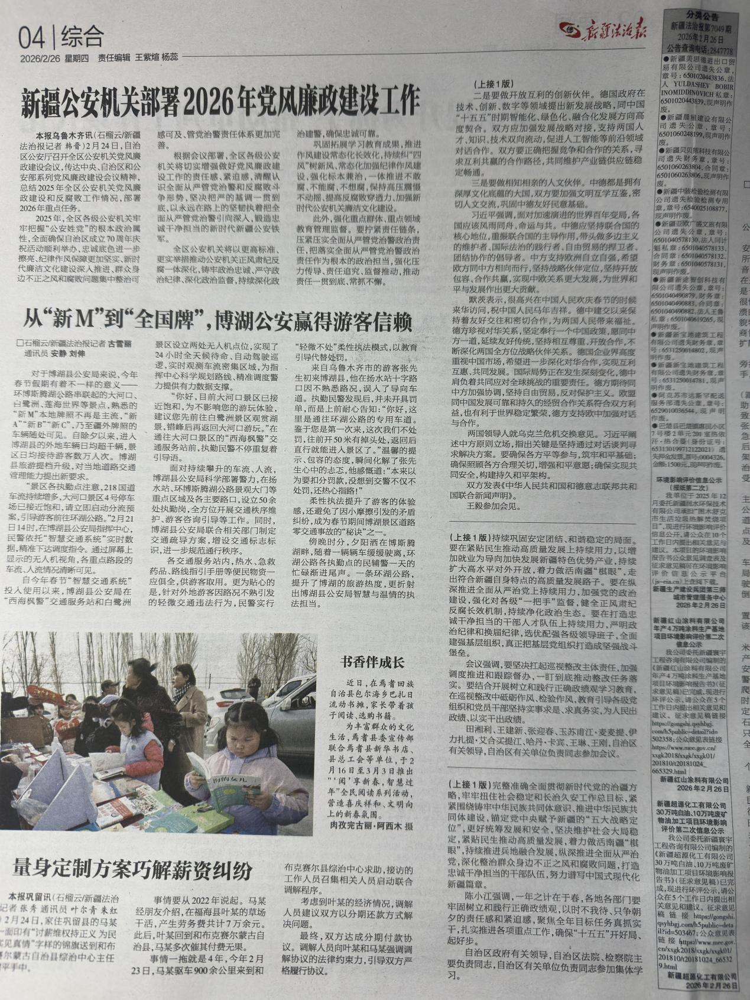 04 综合
2026/2/26 星期四 责任编辑 王紫煊 杨蕊
新疆法治报
新疆公安机关部署2026年党风廉政建设工作
本报乌鲁木齐讯(石榴云/新疆
法治报记者 韩晋)2月24日,自治
区公安厅召开全区公安机关党风廉
政建设会议,传达中央、自治区和公
安部系列党风廉政建设会议精神,
总结2025年全区公安机关党风廉
政建设和反腐败工作情况,部署
2026年重点任务。
2025年,全区各级公安机关牢
牢把握“公安姓党”的根本政治属
性,全面确保自治区成立70周年庆
祝活动顺利举办,忠诚底色进一步
擦亮、纪律作风保障更加坚实、新时
代廉洁文化建设深入推进、群众身
边不正之风和腐败问题集中整治可
感可及、管党治警责任体系更加完
善。
根据会议部署,全区各级公安
机关将切实增强做好党风廉政建
设工作的责任感、紧迫感,清醒认
识全面从严管党治警和反腐败斗
争形势,坚决把严的基调一贯到
底,以永远在路上的坚韧执着把全
面从严管党治警引向深入,锻造忠
诚干净担当的新时代新疆公安铁
军。
全区公安机关将以更高标准、
更实举措推动公安机关正风肃纪反
腐一体深化,铸牢政治忠诚、严守政
治纪律、深化政治监督,持续深化政
治建警,确保忠诚可靠。
巩固拓展学习教育成果,推进
作风建设常态化长效化,持续纠“四
风”树新风、常态化加强纪律作风建
设,强化标本兼治,一体推进不敢
腐、不能腐、不想腐,保持高压震慑
不动摇,提高反腐败穿透力、加强新
时代公安机关廉洁文化建设。
此外,强化重点群体、重点领域
教育管理监督。要拧紧责任链条,
压紧压实全面从严管党治警政治责
任,把落实全面从严管党治警政治
责任作为根本的政治担当,强化压
力传导、责任追究、监督推动,推动
责任一贯到底、常抓不懈。
从“新M”到“全国牌”,博湖公安赢得游客信赖
□石榴云/新疆法治报记者 古雪丽
通讯员 安静 刘伸
对于博湖县公安局来说,今年
春节假期有着不一样的意义——
环博斯腾湖公路串联起的大河口、
白鹭洲、莲海世界等景点,熟悉的
“新M”本地牌照不再是主流,“新
A”“新B”“新C”,乃至疆外牌照的
车辆随处可见。自除夕以来,进入
博湖县的外地车辆日均超千辆,景
区日均接待游客数万人次。博湖
县旅游提档升级,对当地道路交通
管理能力提出新要求。
“景区各执勤点注意,218国道
车流持续增多,大河口景区4号停车
场已接近饱和,请立即启动分流预
案,引导游客前往环湖公路。”2月21
日14时,在博湖县公安局指挥中心,
民警依托“智慧交通系统”实时数
据,精准下达调度指令。通过屏幕上
显示的无人机视角,各重点路段的
车流、人流情况清晰可见。
自今年春节“智慧交通系统”
投入使用以来,博湖县公安局在
“西海枫警”交通服务站和白鹭洲
景区设立两处无人机点位,实现了
24小时全天候待命、自动驾驶巡
逻,实时观测车流密集区域,为指
挥中心科学规划路线、精准调度警
力提供有力数据支撑。
“你好,目前大河口景区已接
近饱和,为不影响您的游玩体验,
建议您先前往白鹭洲景区观赏湖
景,错峰后再返回大河口游玩。”在
通往大河口景区的“西海枫警”交
通服务站前,执勤民警不停重复着
引导语。
面对持续攀升的车流、人流,
博湖县公安局科学部署警力,在扬
水站、环博斯腾湖公路景观大门等
重点区域及各主要路口,设立50余
处执勤岗,全方位开展交通秩序维
护、游客咨询引导等工作。同时,
博湖县公安局联合相关部门制定
交通疏导方案,增设交通标志标
识,进一步规范通行秩序。
各交通服务站内,热水、急救
药品、路线指引手册等便民物资一
应俱全,供游客取用。更为贴心的
是,针对外地游客因路况不熟引发
的轻微交通违法行为,民警实行
“轻微不处”柔性执法模式,以教育
引导代替处罚。
来自乌鲁木齐市的游客张先
生初来博湖县,他在扬水站十字路
口因不熟悉路况,误入了导向车
道。执勤民警发现后,并未开具罚
单,而是上前耐心告知:“你好,这
里是通往环湖公路的专用车道。
鉴于您是第一次来,这次我们不处
罚,往前开50米有掉头处,返回后
直行就能进入景区了。”温馨的提
示、包容的态度,瞬间化解了张先
生心中的忐忑,他感慨道:“本来以
为要扣分罚款,没想到交警不仅不
处罚,还热心指路!”
柔性执法提升了游客的体验
感,还避免了因小摩擦引发的矛盾
纠纷,成为春节期间博湖景区道路
零交通事故的“秘诀”之一。
傍晚时分,夕阳洒在博斯腾
湖畔,随着一辆辆车缓缓驶离,环
湖公路各执勤点的民辅警一天的
忙碌渐进尾声。一条环湖公路,
提升了博湖的旅游热度,更折射
出博湖县公安局智慧与温情的执
法担当。
书香伴成长
近日,在焉耆回族
自治县包尔海乡巴扎日
流动书摊,家长带着孩
子阅读、选购书籍。
为丰富群众的文化
生活,焉耆县委宣传部
联合焉耆县新华书店、
县总工会等单位,于2
月16日至3月3日推出
“‘阅’享新春,智慧过
年”全民阅读系列活动,
营造喜庆祥和、文明向
上的新春氛围。
肉孜完古丽·阿西木 摄
海的女儿
量身定制方案巧解薪资纠纷
本报巩留讯(石榴云/新疆法治
记者 张秀 通讯员 叶尔青 朱红
2月24日,家住巩留县的马某
一面印有“讨薪维权持正义 为民
见真情”字样的锦旗送到和布
尔蒙古自治县综治中心主任
平手中。
事情要从2022年说起。马某
经朋友介绍,在福海县叶某的草场
干活,产生劳务费共计7万余元。
此后,叶某回到和布克赛尔蒙古自
治县,马某多次催其付费无果。
事情一拖就是4年,今年2月
23日,马某驱车900余公里来到和
布克赛尔县综治中心求助,接访的
工作人员召集相关人员启动联合
调解程序。
考虑到叶某的经济情况,调解
人员建议双方以分期还款方式解
决问题。
最终,双方达成分期付款协
议。调解人员向叶某和马某强调调
解协议的法律约束力,引导双方严
格履行协议。
(上接1版)
二是要做开放互利的创新伙伴。德国政府在
技术、创新、数字等领域提出新发展战略,同中国
“十五五”时期智能化、绿色化、融合化发展方向高
度契合。双方应加强发展战略对接,支持两国人
才、知识、技术双向流动,促进人工智能等前沿领域
对话合作。双方要正确把握竞争和合作的关系,寻
求互利共赢的合作路径,共同维护产业链供应链稳
定畅通。
三是要做相知相亲的人文伙伴。中德都是拥有
深厚文化底蕴的大国,双方要加强文明互学互鉴,密
切人文交流,巩固中德友好民意基础。
习近平强调,面对加速演进的世界百年变局,各
国应该风雨同舟、命运与共。中德应坚持联合国的
核心地位,重振联合国的主导作用,带头做多边主义
的维护者、国际法治的践行者、自由贸易的捍卫者、
团结协作的倡导者。中方支持欧洲自立自强,希望
欧方同中方相向而行,坚持战略伙伴定位,坚持开放
包容、合作共赢,实现中欧关系更大发展,为世界和
平与发展作出更大贡献。
默茨表示,很高兴在中国人民欢庆春节的时候
来华访问,祝中国人民马年吉祥。德中建交以来保
持着友好交往和密切合作,为两国人民带来福祉。
德方珍视对华关系,坚定奉行一个中国政策,愿同中
方一道,延续友好传统,坚持相互尊重、开放合作,不
断深化两国全方位战略伙伴关系。德国企业界高度
重视中国市场,希望进一步深化对华合作,实现互利
互惠、共同发展。国际局势正在发生深刻变化,德中
肩负着共同应对全球挑战的重要责任。德方期待同
中方加强协调,坚持自由贸易,反对保护主义。欧盟
同中国发展可靠和持久的经贸合作关系符合双方利
益,也有利于世界稳定繁荣,德方支持欧中加强对话
与合作。
两国领导人就乌克兰危机交换意见。习近平阐
述中方原则立场,指出关键是坚持通过对话谈判寻
求解决方案。要确保各方平等参与,筑牢和平基础;
确保照顾各方合理关切,增强和平意愿;确保实现共
同安全,构建持久和平架构。
双方发表《中华人民共和国和德意志联邦共和
国联合新闻声明》。
王毅参加会见。
(上接1版)持续巩固安定团结、和谐稳定的局面。
要在紧贴民生推动高质量发展上持续用力,以增
加就业为导向加快发展新疆特色优势产业,持续
扩大高水平对外开放,着力做活南疆“棋眼”,走
出符合新疆自身特点的高质量发展路子。要在纵
深推进全面从严治党上持续用力,加强党的政治
建设,强化对各级“一把手”监督,健全正风肃纪
反腐长效机制,持续净化政治生态。要在打造忠
诚干净担当的干部人才队伍上持续用力,严明政
治纪律和换届纪律,选优配强各级领导班子,全面
建强基层组织,真正把基层党组织打造成坚强战斗
堡垒。
会议强调,要坚决扛起巡视整改主体责任,加强
调度推进和跟踪督办,一盯到底推动整改任务落
实。要结合开展树立和践行正确政绩观学习教育,
在巡视整改中砥砺作风、检验作风,教育引导各级党
组织和党员干部坚持实事求是、求真务实,为人民出
政绩、以实干出政绩。
田湘利、王建新、张迎春、玉苏甫江·麦麦提、伊
力扎提·艾合买提江、哈丹·卡宾、王琳、王刚,自治区
有关领导,自治区有关单位负责同志参加会议。
(上接1版)完整准确全面贯彻新时代党的治疆方
略,牢牢扭住社会稳定和长治久安工作总目标,紧
紧围绕铸牢中华民族共同体意识、推进中华民族共
同体建设,锚定党中央赋予新疆的“五大战略定
位”,更好统筹发展和安全,坚决维护社会大局稳
定,紧贴民生推动高质量发展,着力做活南疆“棋
眼”,持续推进兵地融合发展,纵深推进全面从严治
党,深化整治群众身边不正之风和腐败问题,打造
忠诚干净担当的干部队伍,努力谱写中国式现代化
新疆篇章。
陈小江强调,一年之计在于春,各地各部门要
牢固树立和践行正确政绩观,以时不我待、只争朝
夕的责任感和紧迫感,聚焦全年目标任务真抓实
干,扎实推进各项重点工作,确保“十五五”开好局、
起好步。
自治区政府有关领导,自治区法院、检察院主
要负责同志,自治区有关单位负责同志参加集体学
习。
分类公告
新疆法治报第7049期
2026年2月26日
公告查询电话:2847778
●新疆美思德进出口贸
易有限公司遗失公章,
章号:6501020443836,法
人 YULDASHEV BOBIR
INOMIDDINOVICH 私章:
6501020443839,现声明作
废。
●新疆晨星建设有限公
司遗失公章,章号:
6501060248199,现声明作
废。
●新疆贝贝熊科技有限公
司遗失财务章,章号:
6501060263804,合同章:
6501060263806,现声明作
废。
●新疆中骏检验检测有限
公司遗失检验检测专用
章,章号:6540025108877,
现声明作废。
●新疆亚欧广盛文旅有限
公司遗失公章,章号:
6501040578130,法人闫计
魁私章:6501040578133,
合同章:6501040578132,
财务章:6501040578131,
现声明作废。
●新疆新途智创科技有
限公司遗失公章,章号:
6501040490879,财务章:
6501040490883,合同章:
6501040490882,法人王鲁
私章:6501040619265,现
声明作废。
●新疆新宝地建筑工程
有限公司遗失财务章,章
号:6531250014802,现声
明作废。
●新疆新宝地建筑工程
有限公司遗失公章,章
号:6531250014781,现声
明作废。
●阿克苏市达斯罕配送
服务部遗失公章,章号:
6529010036544,现声明
作废。
●巴楚县巴楚镇惠民小区
7号楼2单元201室热依
汗·热合曼(身份证号:
653130199712122021)遗
失押金发票,票号:0004326,
金额:1500元,现声明作废。
环境影响评价信息公示
(报纸第二次)
我单位于2025年12
月委托新疆润水环保技术
有限公司承担“图木舒克
市生活垃圾热解焚烧项
目”,现进行环境影响评价
信息公开,请公众在10个
工作日内提出相关意见与
建议。本项目的环境影响
报告书公众意见调查表及
征求意见稿可在环境影响
评价信息公示平台
(js-eia.cn)上查阅下载。
新疆生产建设兵团第三师
城市管理服务中心
2026年2月26日
新疆红山涂料有限公司
年产4万吨涂料生产基地
项目环境影响评价第二次
信息公示
我公司委托新疆寰宇
工程咨询有限公司编制的
《新疆红山涂料有限公司
年产4万吨涂料生产基地
项目环境影响报告书》(征
求意见稿)已完成,现进行
环评公示,请公众在5个
工作日内提出相关意见和
建议。征求意见稿链接
https://gongshi.qsyhbgj.
com/h5public-detail?id=
502358;公众意见表链接
https://www.mee.gov.cn/
xxgk2018/xxgk/xxgk01/
201810/t20181024_
665329.html
新疆红山涂料有限公司
2026年2月26日
新疆超源化工有限公司
30万吨白油、10万吨废矿
物油加工项目环境影响
评价第二次信息公示
我公司委托新疆寰宇
工程咨询有限公司编制的
《新疆超源化工有限公司
30万吨白油、10万吨废矿
物油加工项目环境影响报
告书》(征求意见稿)已完
成,现进行环评公示,请公
众在5个工作日内提出相
关意见和建议。征求意见
稿链接https://gongshi.
qsyhbgj.com/h5public-deta
il?id=503467;公众意见表
链接https://www.mee.gov.
cn/xxgk2018/xxgk/xxgk01/
201810/t20181024_66532
9.html
新疆超源化工有限公司
2026年2月26日